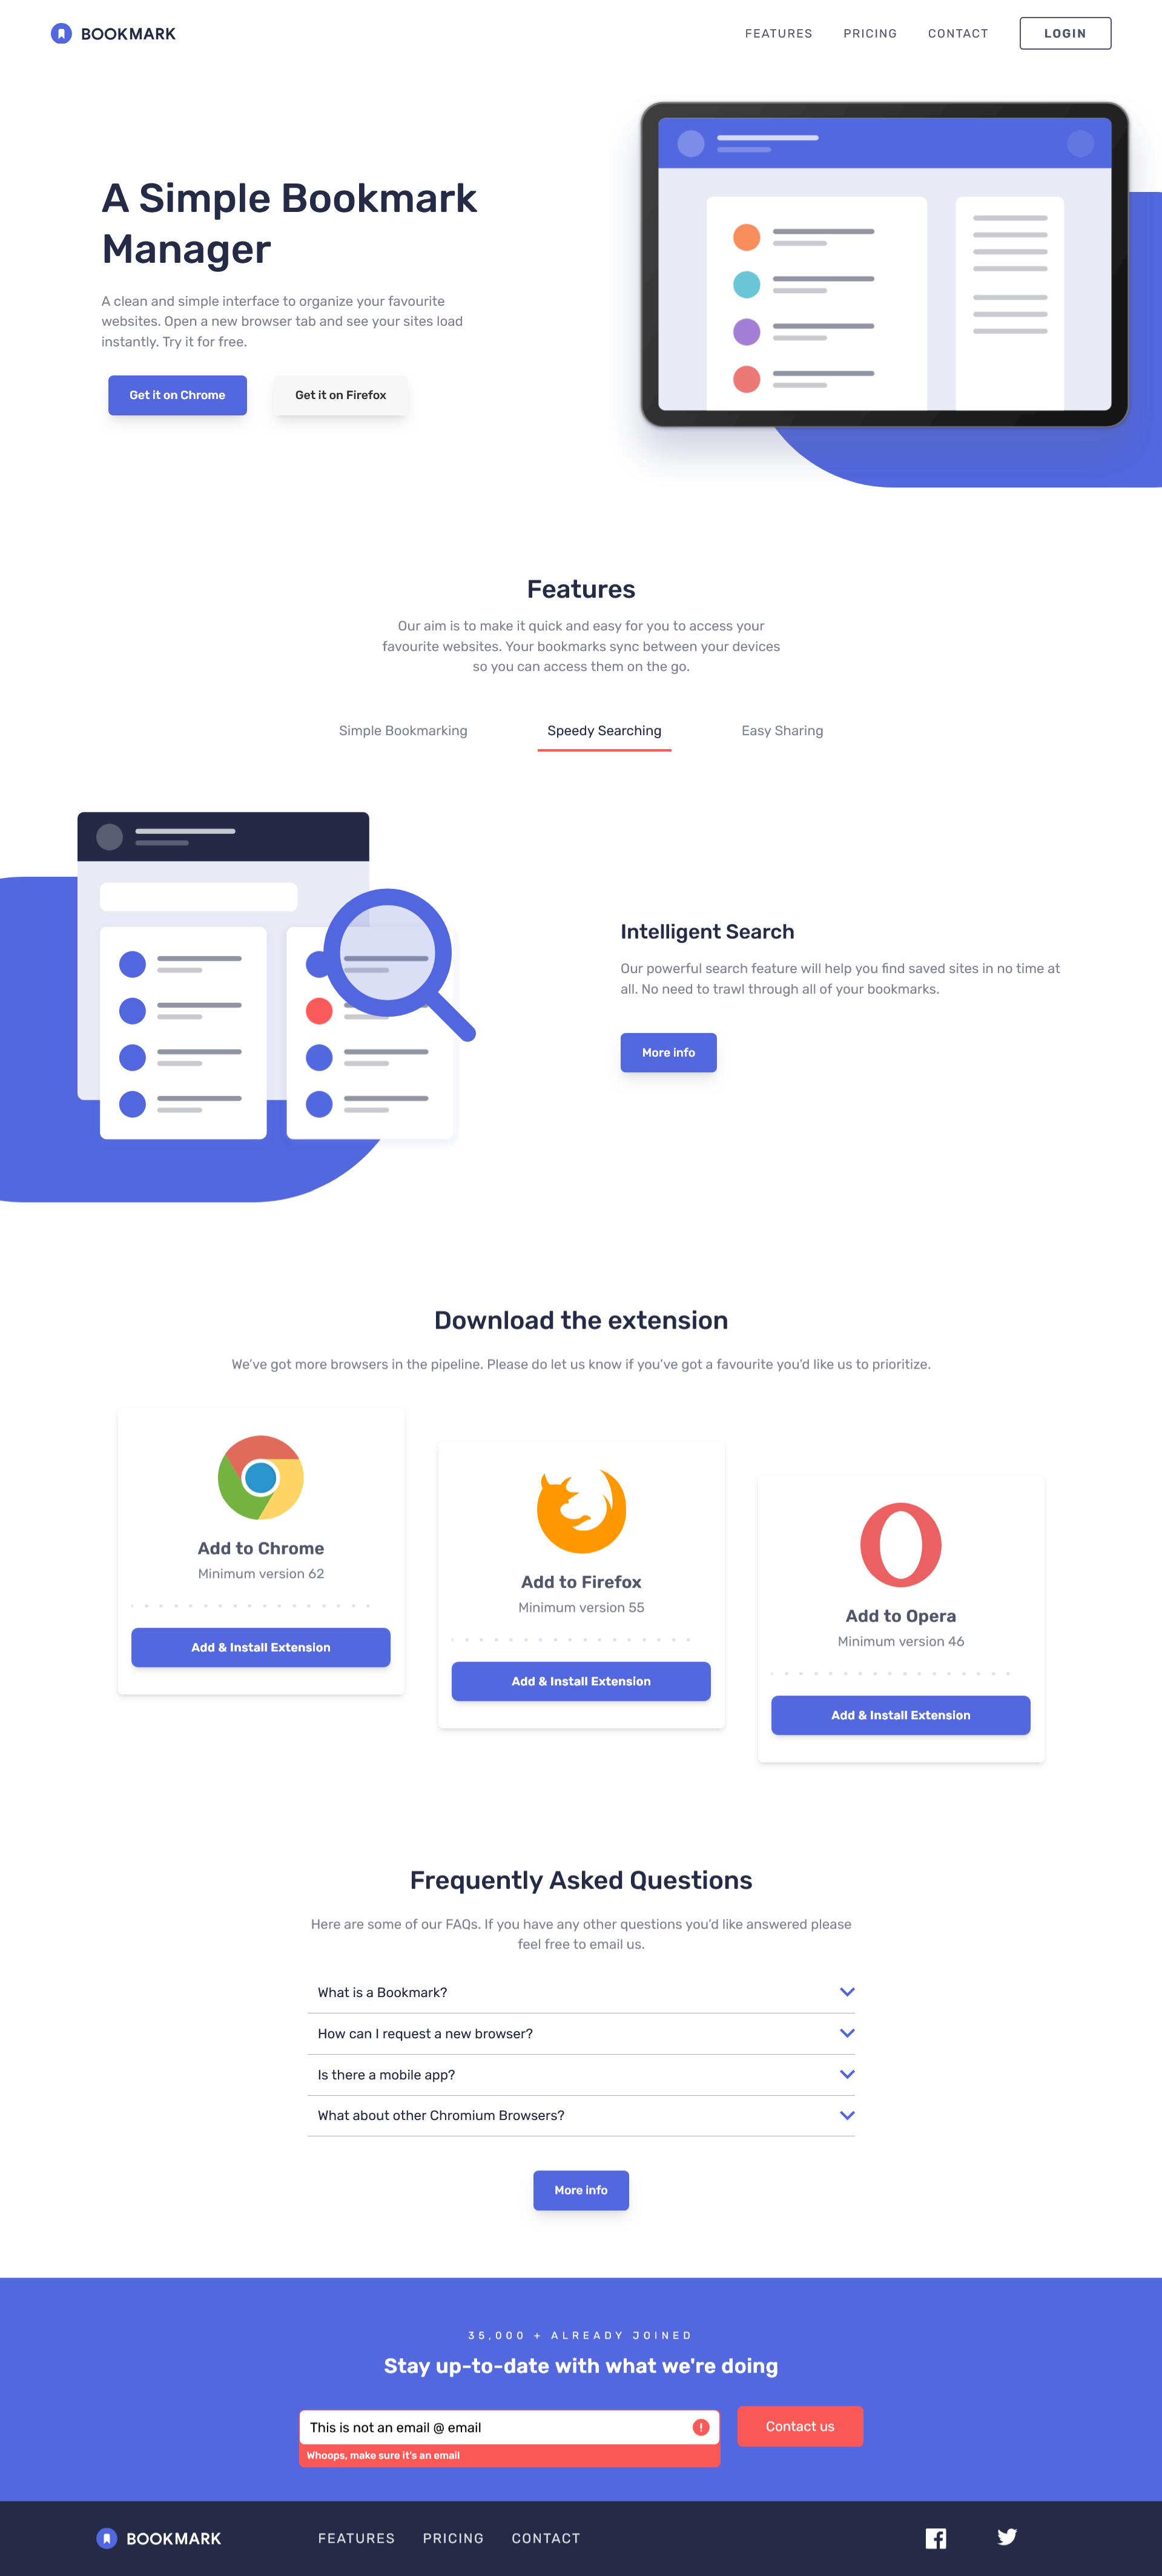 BOOKMARK
FEATURES
PRICING
CONTACT
LOGIN
A Simple Bookmark
Manager
A clean and simple interface to organize your favourite
websites. Open a new browser tab and see your sites load
instantly. Try it for free.
Get it on Chrome
Get it on Firefox
Features
Our aim is to make it quick and easy for you to access your
favourite websites. Your bookmarks sync between your devices
so you can access them on the go.
Simple Bookmarking
Speedy Searching
Easy Sharing
Intelligent Search
Our powerful search feature will help you find saved sites in no time at
all. No need to trawl through all of your bookmarks.
More info
Download the extension
We’ve got more browsers in the pipeline. Please do let us know if you’ve got a favourite you’d like us to prioritize.
Add to Chrome
Minimum version 62
Add & Install Extension
Add to Firefox
Minimum version 55
Add & Install Extension
Add to Opera
Minimum version 46
Add & Install Extension
Frequently Asked Questions
Here are some of our FAQs. If you have any other questions you’d like answered please
feel free to email us.
What is a Bookmark?
How can I request a new browser?
Is there a mobile app?
What about other Chromium Browsers?
More info
35,000 + ALREADY JOINED
Stay up-to-date with what we're doing
This is not an email @ email
!
Contact us
Whoops, make sure it's an email
BOOKMARK
FEATURES
PRICING
CONTACT